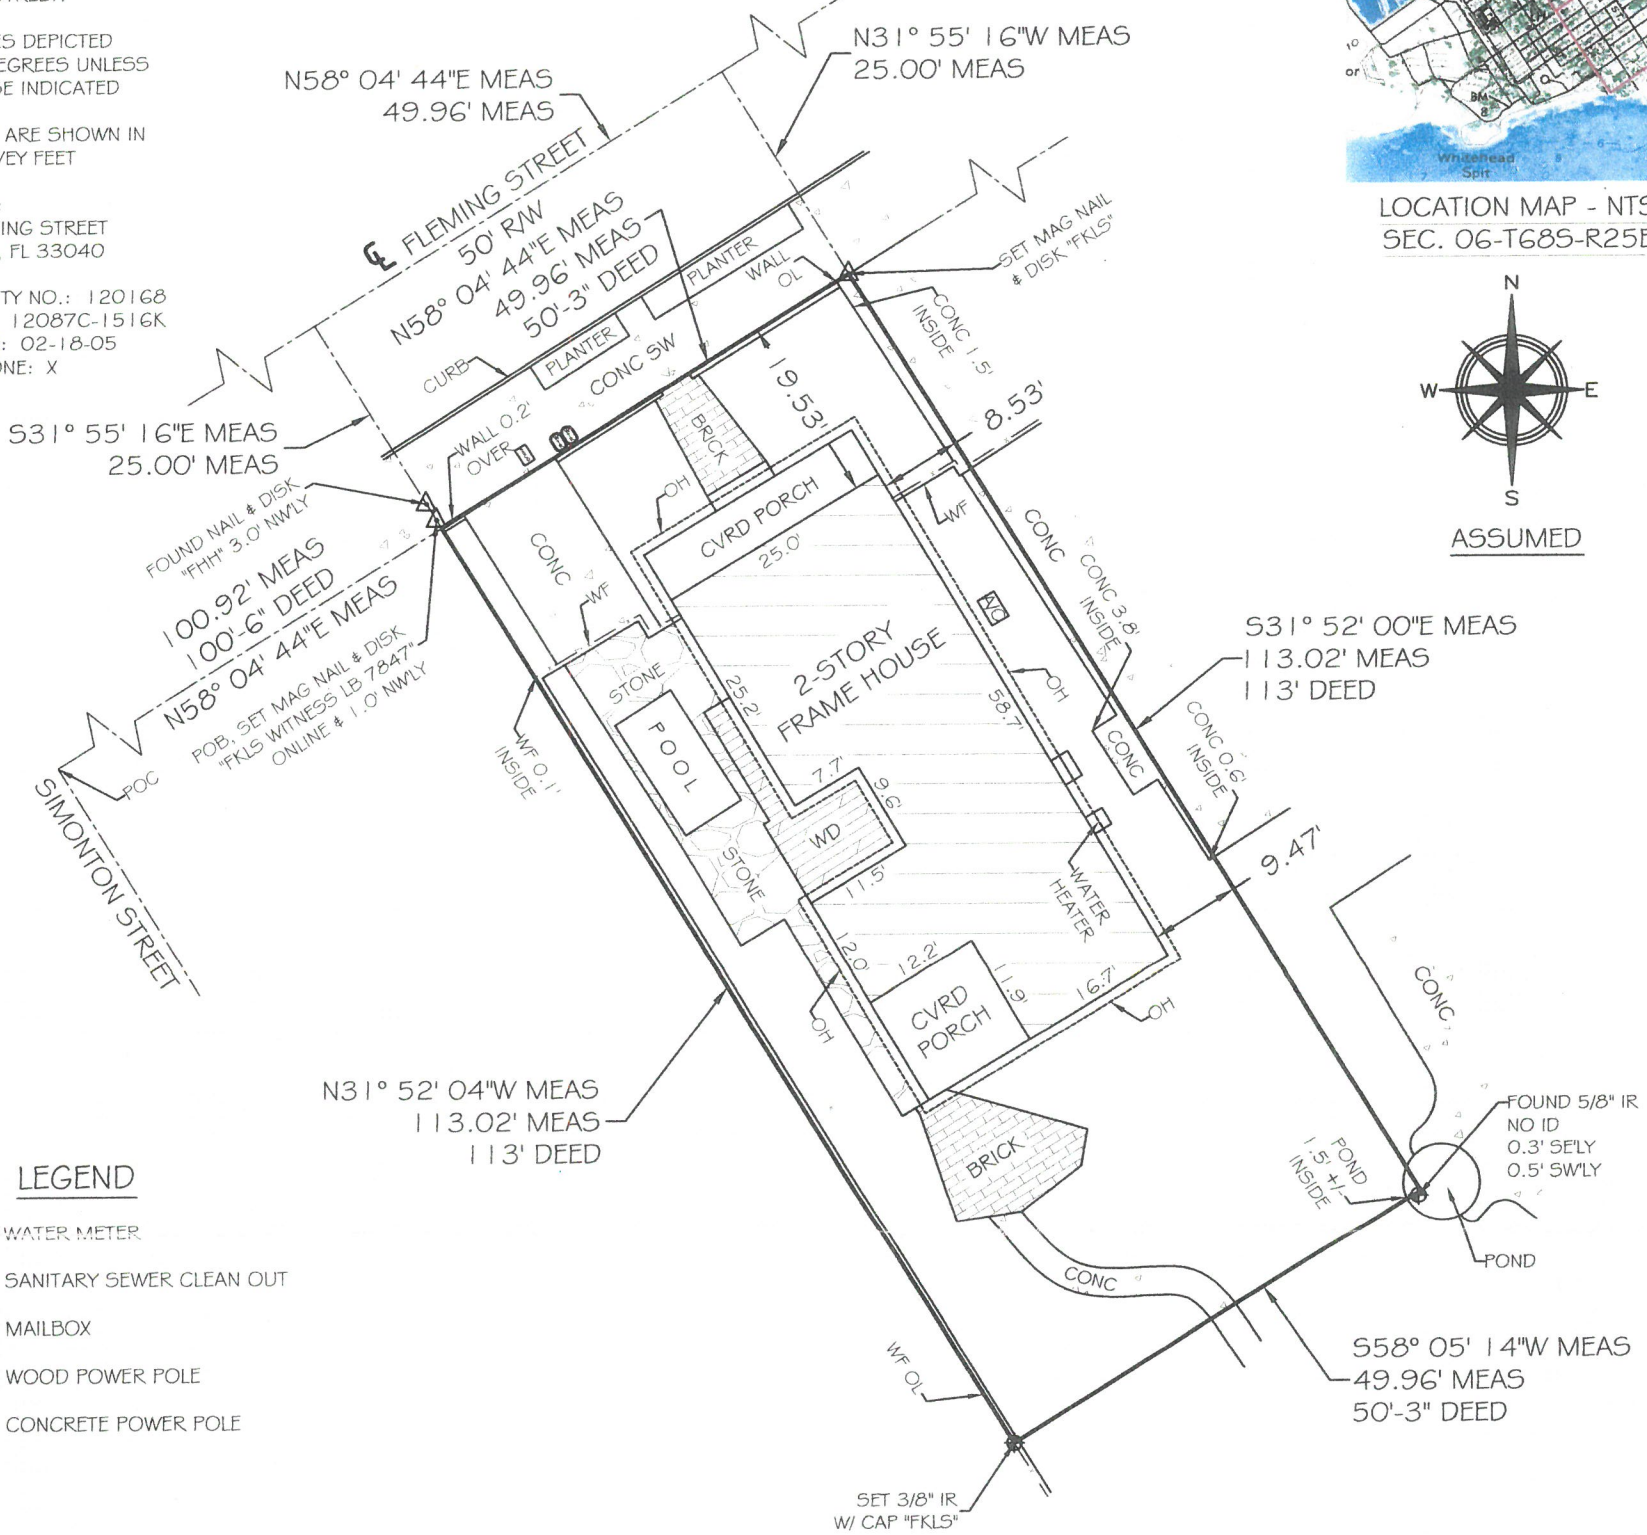 ES DEPICTED
EGREES UNLESS
SE INDICATED
ARE SHOWN IN
VEY FEET
ING STREET
FL 33040
TY NO.: 120168
12087C-1516K
: 02-18-05
ONE: X
N58° 04' 44"E MEAS
49.96' MEAS
N31° 55' 16"W MEAS
25.00' MEAS
BM
8
Whitehead
Spit
LOCATION MAP - NTS
SEC. 06-T68S-R25E
N
W
E
S
ASSUMED
℄ FLEMING STREET
50' R/W
N58° 04' 44"E MEAS
49.96' MEAS
50'-3" DEED
PLANTER
WALL
OL
SET MAG NAIL
& DISK "FKLS"
CURB
PLANTER
CONC SW
CONC 1.5'
INSIDE
S31° 55' 16"E MEAS
25.00' MEAS
WALL 0.2'
OVER
BRICK
19.53'
8.53'
FOUND NAIL & DISK
"FHH" 3.0' NW'LY
100.92' MEAS
100'-6" DEED
N58° 04' 44"E MEAS
POB, SET MAG NAIL & DISK
"FKLS WITNESS LB 7847"
ONLINE & 1.0' NW'LY
CONC
OH
CVRD PORCH
25.0'
WF
WF
CONC
A/C
CONC 3.8'
INSIDE
S31° 52' 00"E MEAS
113.02' MEAS
113' DEED
POC
SIMONTON STREET
STONE
POOL
25.2'
2-STORY
FRAME HOUSE
58.7'
OH
CONC
CONC 0.6'
INSIDE
WF 0.1'
INSIDE
7.7'
9.6'
WD
11.5'
STONE
WATER
HEATER
9.47'
12.0'
12.2'
11.9'
16.7'
CVRD
PORCH
OH
OH
CONC
N31° 52' 04"W MEAS
113.02' MEAS
113' DEED
BRICK
CONC
POND
1.5' +/-
INSIDE
FOUND 5/8" IR
NO ID
0.3' SE'LY
0.5' SW'LY
POND
LEGEND
WATER METER
SANITARY SEWER CLEAN OUT
MAILBOX
WOOD POWER POLE
CONCRETE POWER POLE
WF OL
S58° 05' 14"W MEAS
49.96' MEAS
50'-3" DEED
SET 3/8" IR
W/ CAP "FKLS"